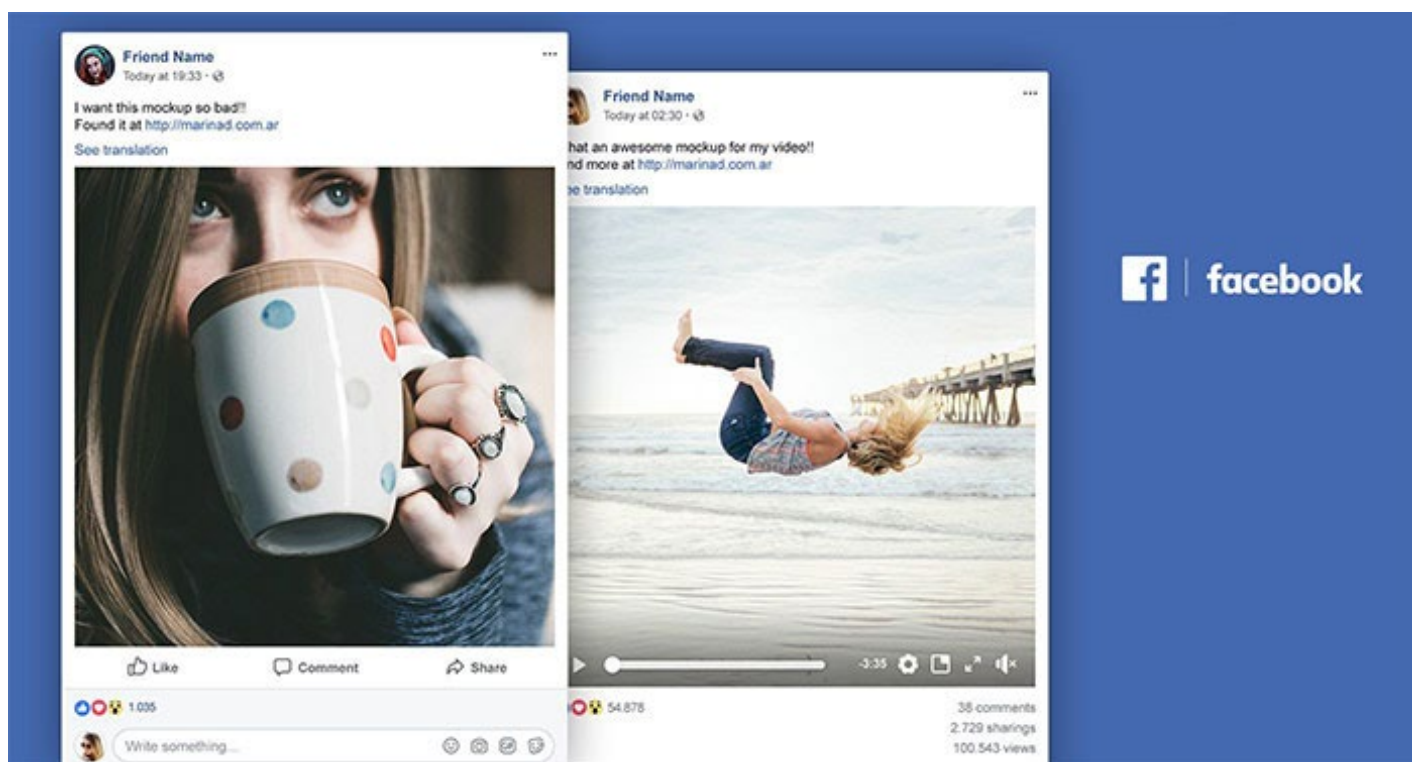 Friend Name
Today at 19:33 ·
I want this mockup so bad!!
Found it at http://marinad.com.ar
See translation
Like Comment Share
1.035
Write something...
GIF
Friend Name
Today at 02:30 ·
hat an awesome mockup for my video!!
nd more at http://marinad.com.ar
ee translation
-3:35
54.878
38 comments
2.729 sharings
100.543 views
f | facebook